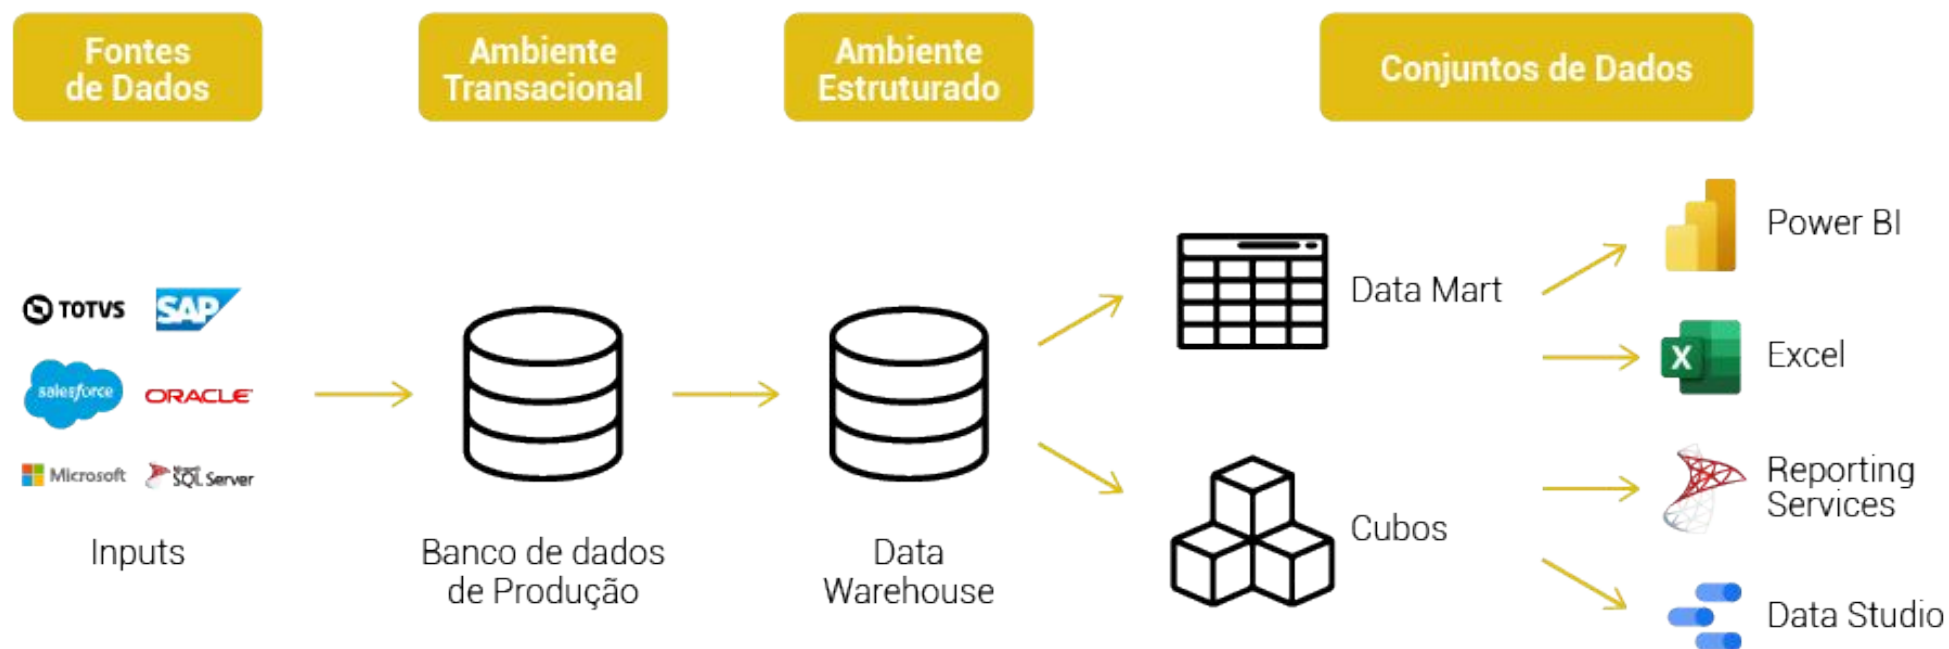 Fontes
de Dados
Ambiente
Transacional
Ambiente
Estruturado
Conjuntos de Dados
TOTVS
SAP
salesforce
ORACLE
Microsoft
Microsoft
SQL Server
Inputs
Banco de dados
de Produção
Data
Warehouse
Data Mart
Cubos
Power BI
X
Excel
Reporting
Services
Data Studio